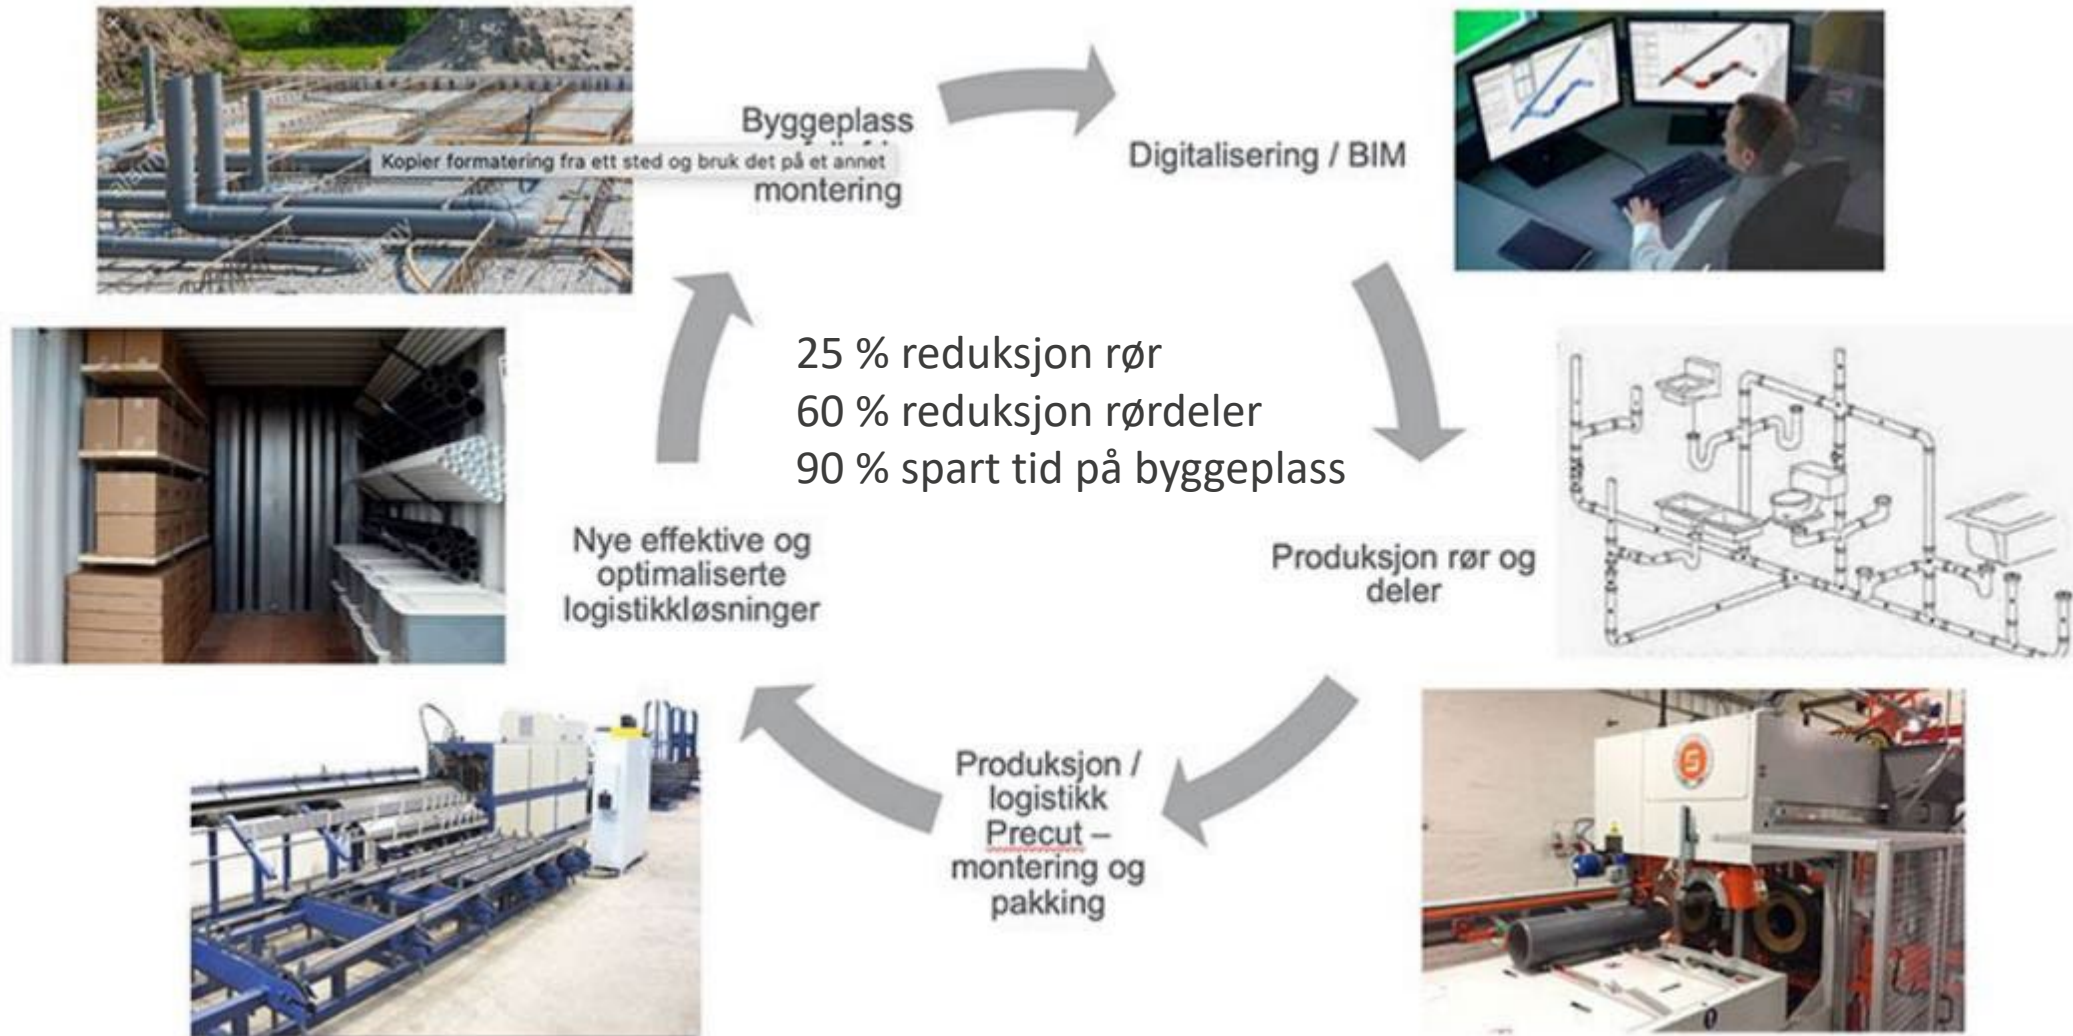 Byggeplass
Kopier formatering fra ett sted og bruk det på et annet
montering
Digitalisering / BIM
25 % reduksjon rør
60 % reduksjon rørdeler
90 % spart tid på byggeplass
Nye effektive og
optimaliserte
logistikkløsninger
Produksjon rør og
deler
Produksjon /
logistikk
Precut –
montering og
pakking